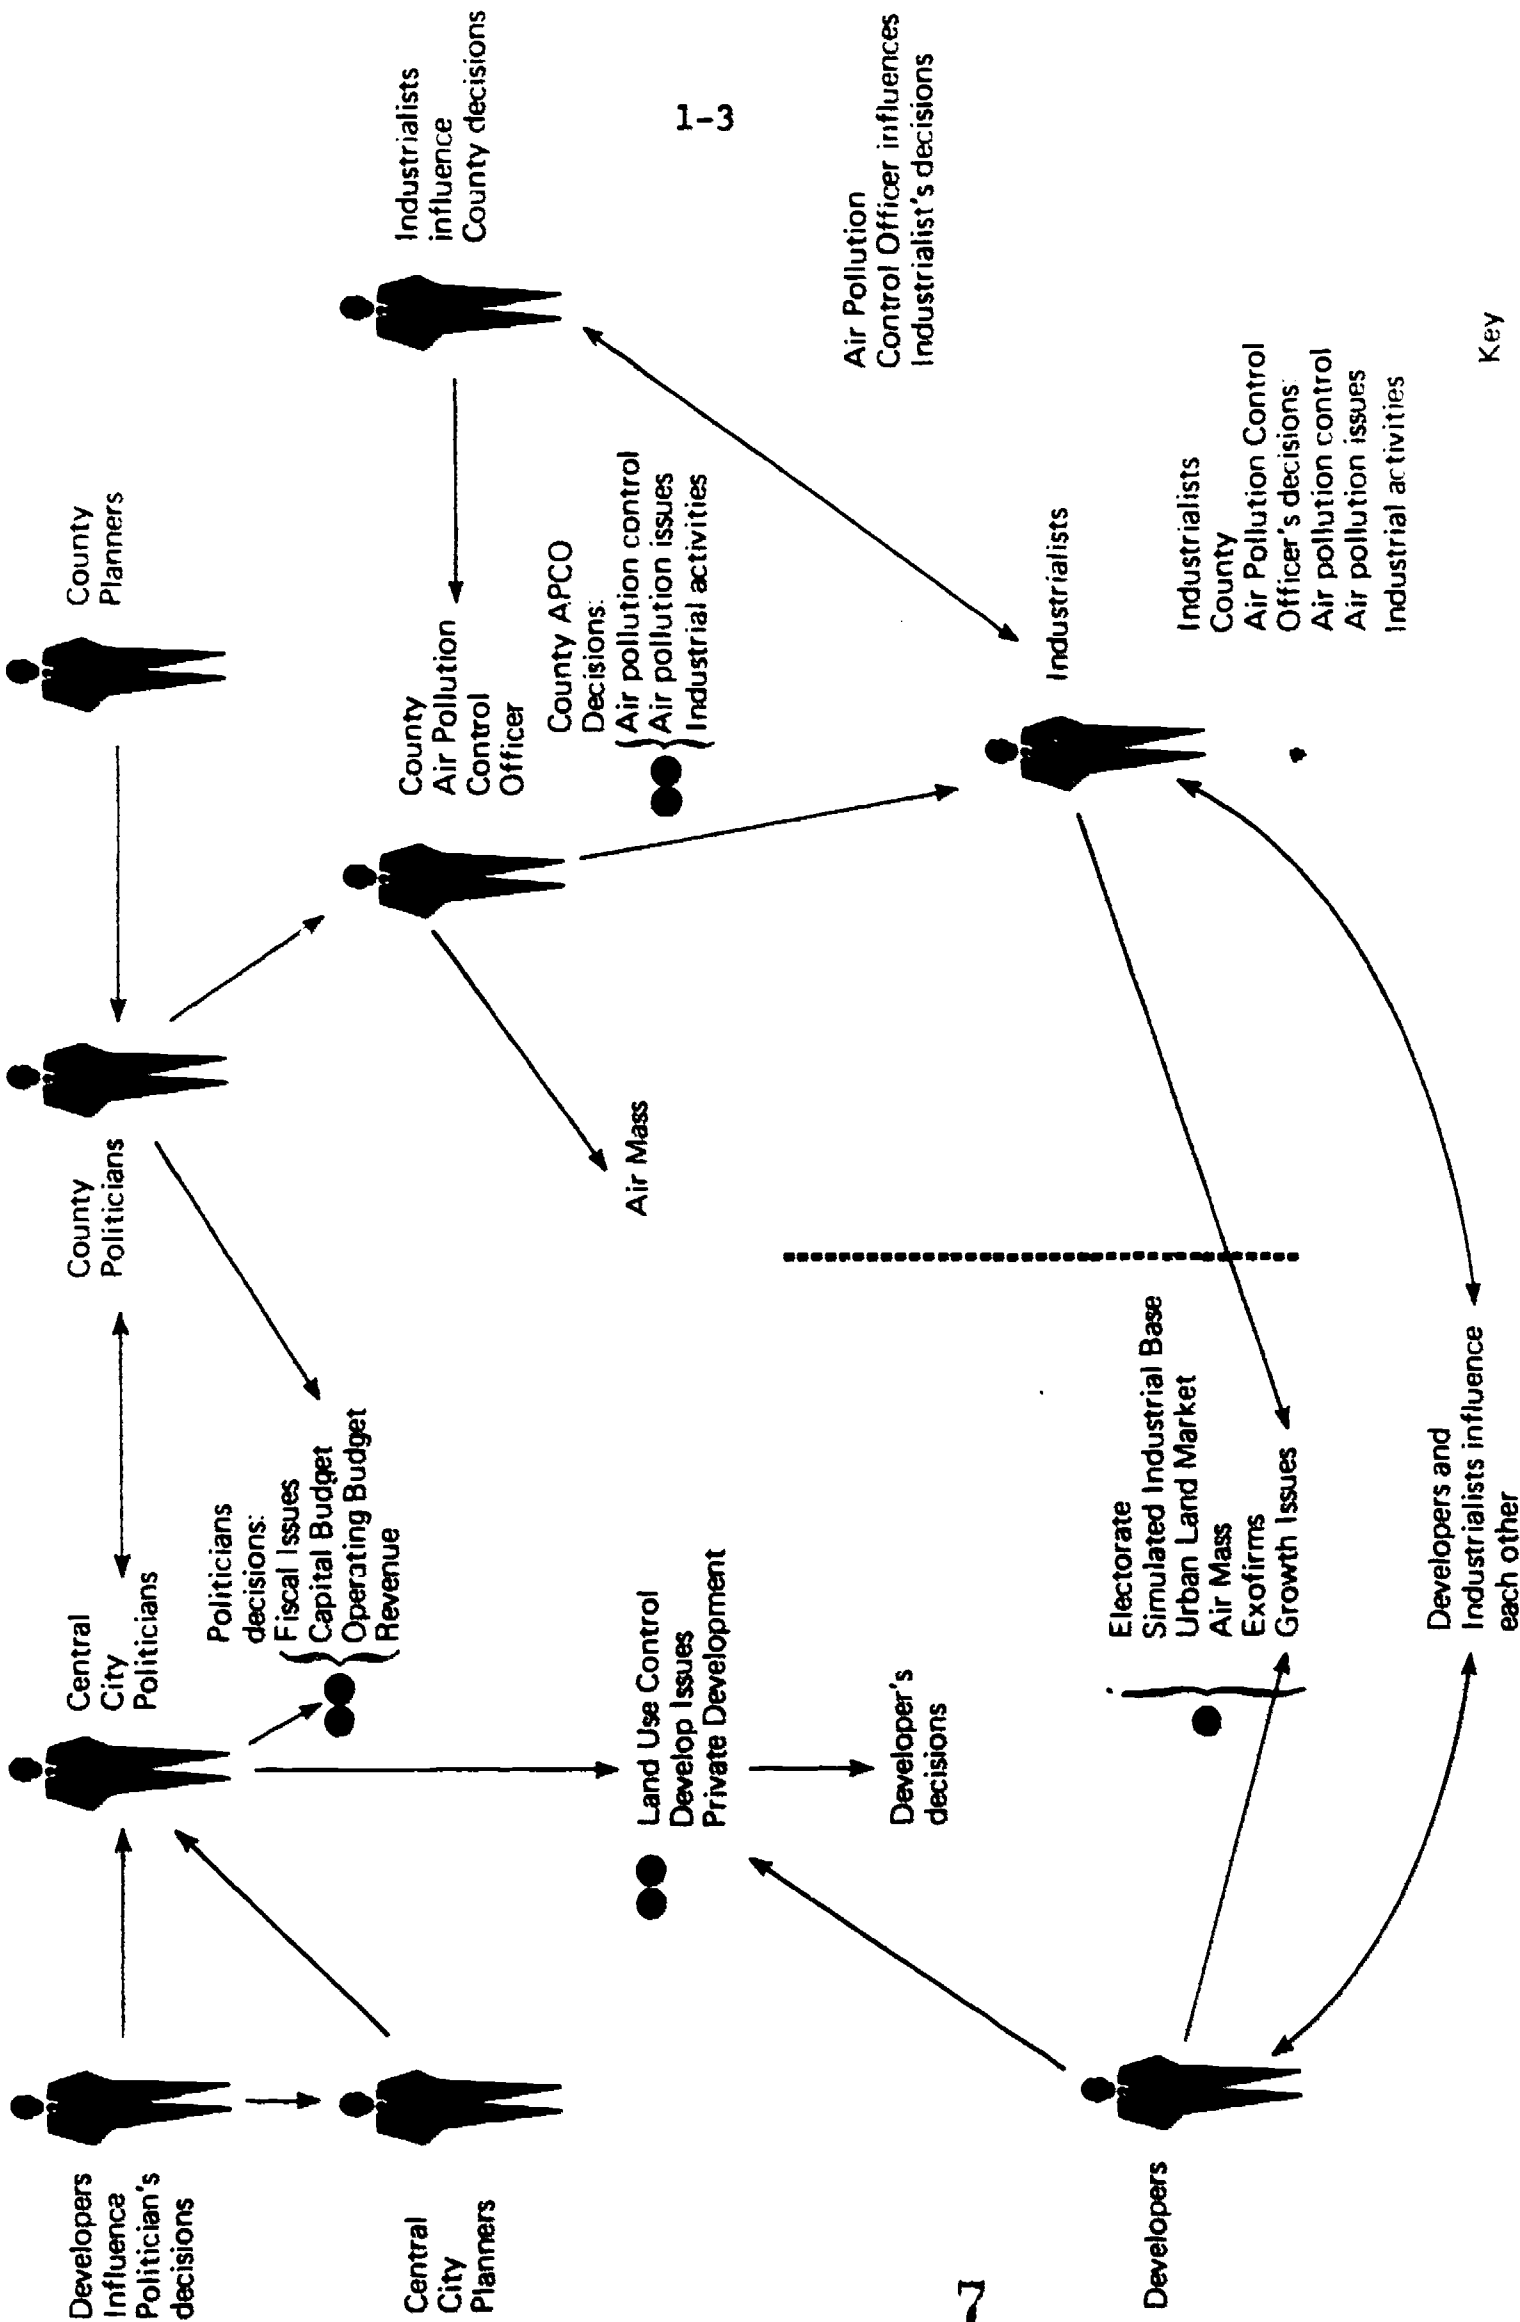 Developers
Influence
Politician's
decisions
Central
City
Politicians
County
Politicians
County
Planners
Central
City
Planners
Politicians
decisions:
Fiscal Issues
Capital Budget
Operating Budget
Revenue
County
Air Pollution
Control
Officer
Industrialists
influence
County decisions
County APCO
Decisions:
Air pollution control
Air pollution issues
Industrial activities
Air Mass
1-3
Land Use Control
Develop Issues
Private Development
Developer's
decisions
Air Pollution
Control Officer influences
Industrialist's decisions
7
Developers
Electorate
Simulated Industrial Base
Urban Land Market
Air Mass
Exofirms
Growth Issues
Industrialists
Industrialists
County
Air Pollution Control
Officer's decisions:
Air pollution control
Air pollution issues
Industrial activities
Developers and
Industrialists influence
each other
Key